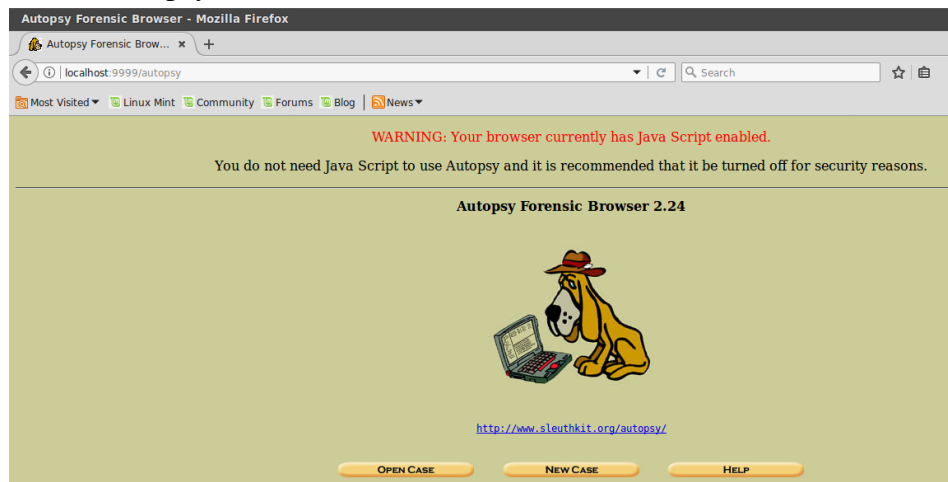 Autopsy Forensic Browser - Mozilla Firefox
Autopsy Forensic Brow... × +
localhost:9999/autopsy Search
Most Visited Linux Mint Community Forums Blog News
WARNING: Your browser currently has Java Script enabled.
You do not need Java Script to use Autopsy and it is recommended that it be turned off for security reasons.
Autopsy Forensic Browser 2.24
http://www.sleuthkit.org/autopsy/
OPEN CASE NEW CASE HELP